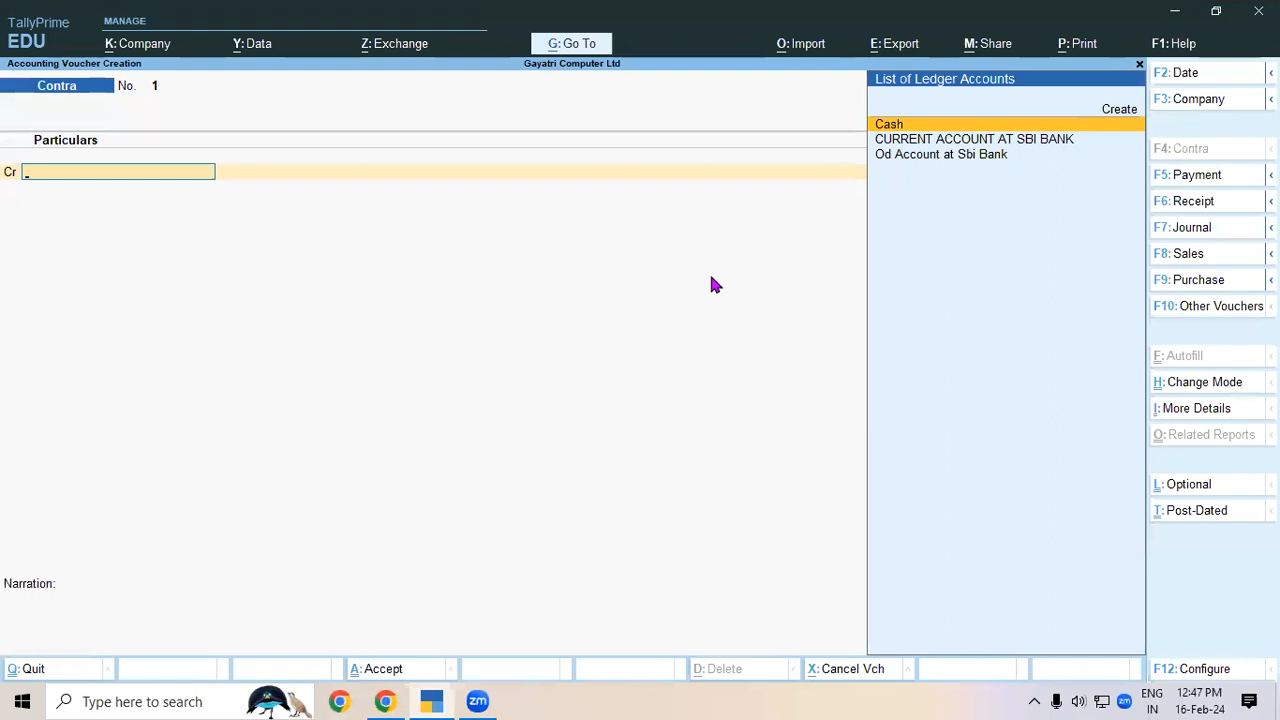 TallyPrime
EDU
MANAGE
K: Company
Y: Data
Z: Exchange
G: Go To
O: Import
E: Export
M: Share
P: Print
F1: Help
Accounting Voucher Creation
Gayatri Computer Ltd
×
Contra No. 1
Particulars
Cr
List of Ledger Accounts
Create
Cash
CURRENT ACCOUNT AT SBI BANK
Od Account at Sbi Bank
F2: Date
F3: Company
F4: Contra
F5: Payment
F6: Receipt
F7: Journal
F8: Sales
F9: Purchase
F10: Other Vouchers
F: Autofill
H: Change Mode
I: More Details
O: Related Reports
L: Optional
T: Post-Dated
Narration:
Q: Quit
A: Accept
D: Delete
X: Cancel Vch
F12: Configure
Type here to search
zm
zm
ENG
IN
12:47 PM
16-Feb-24